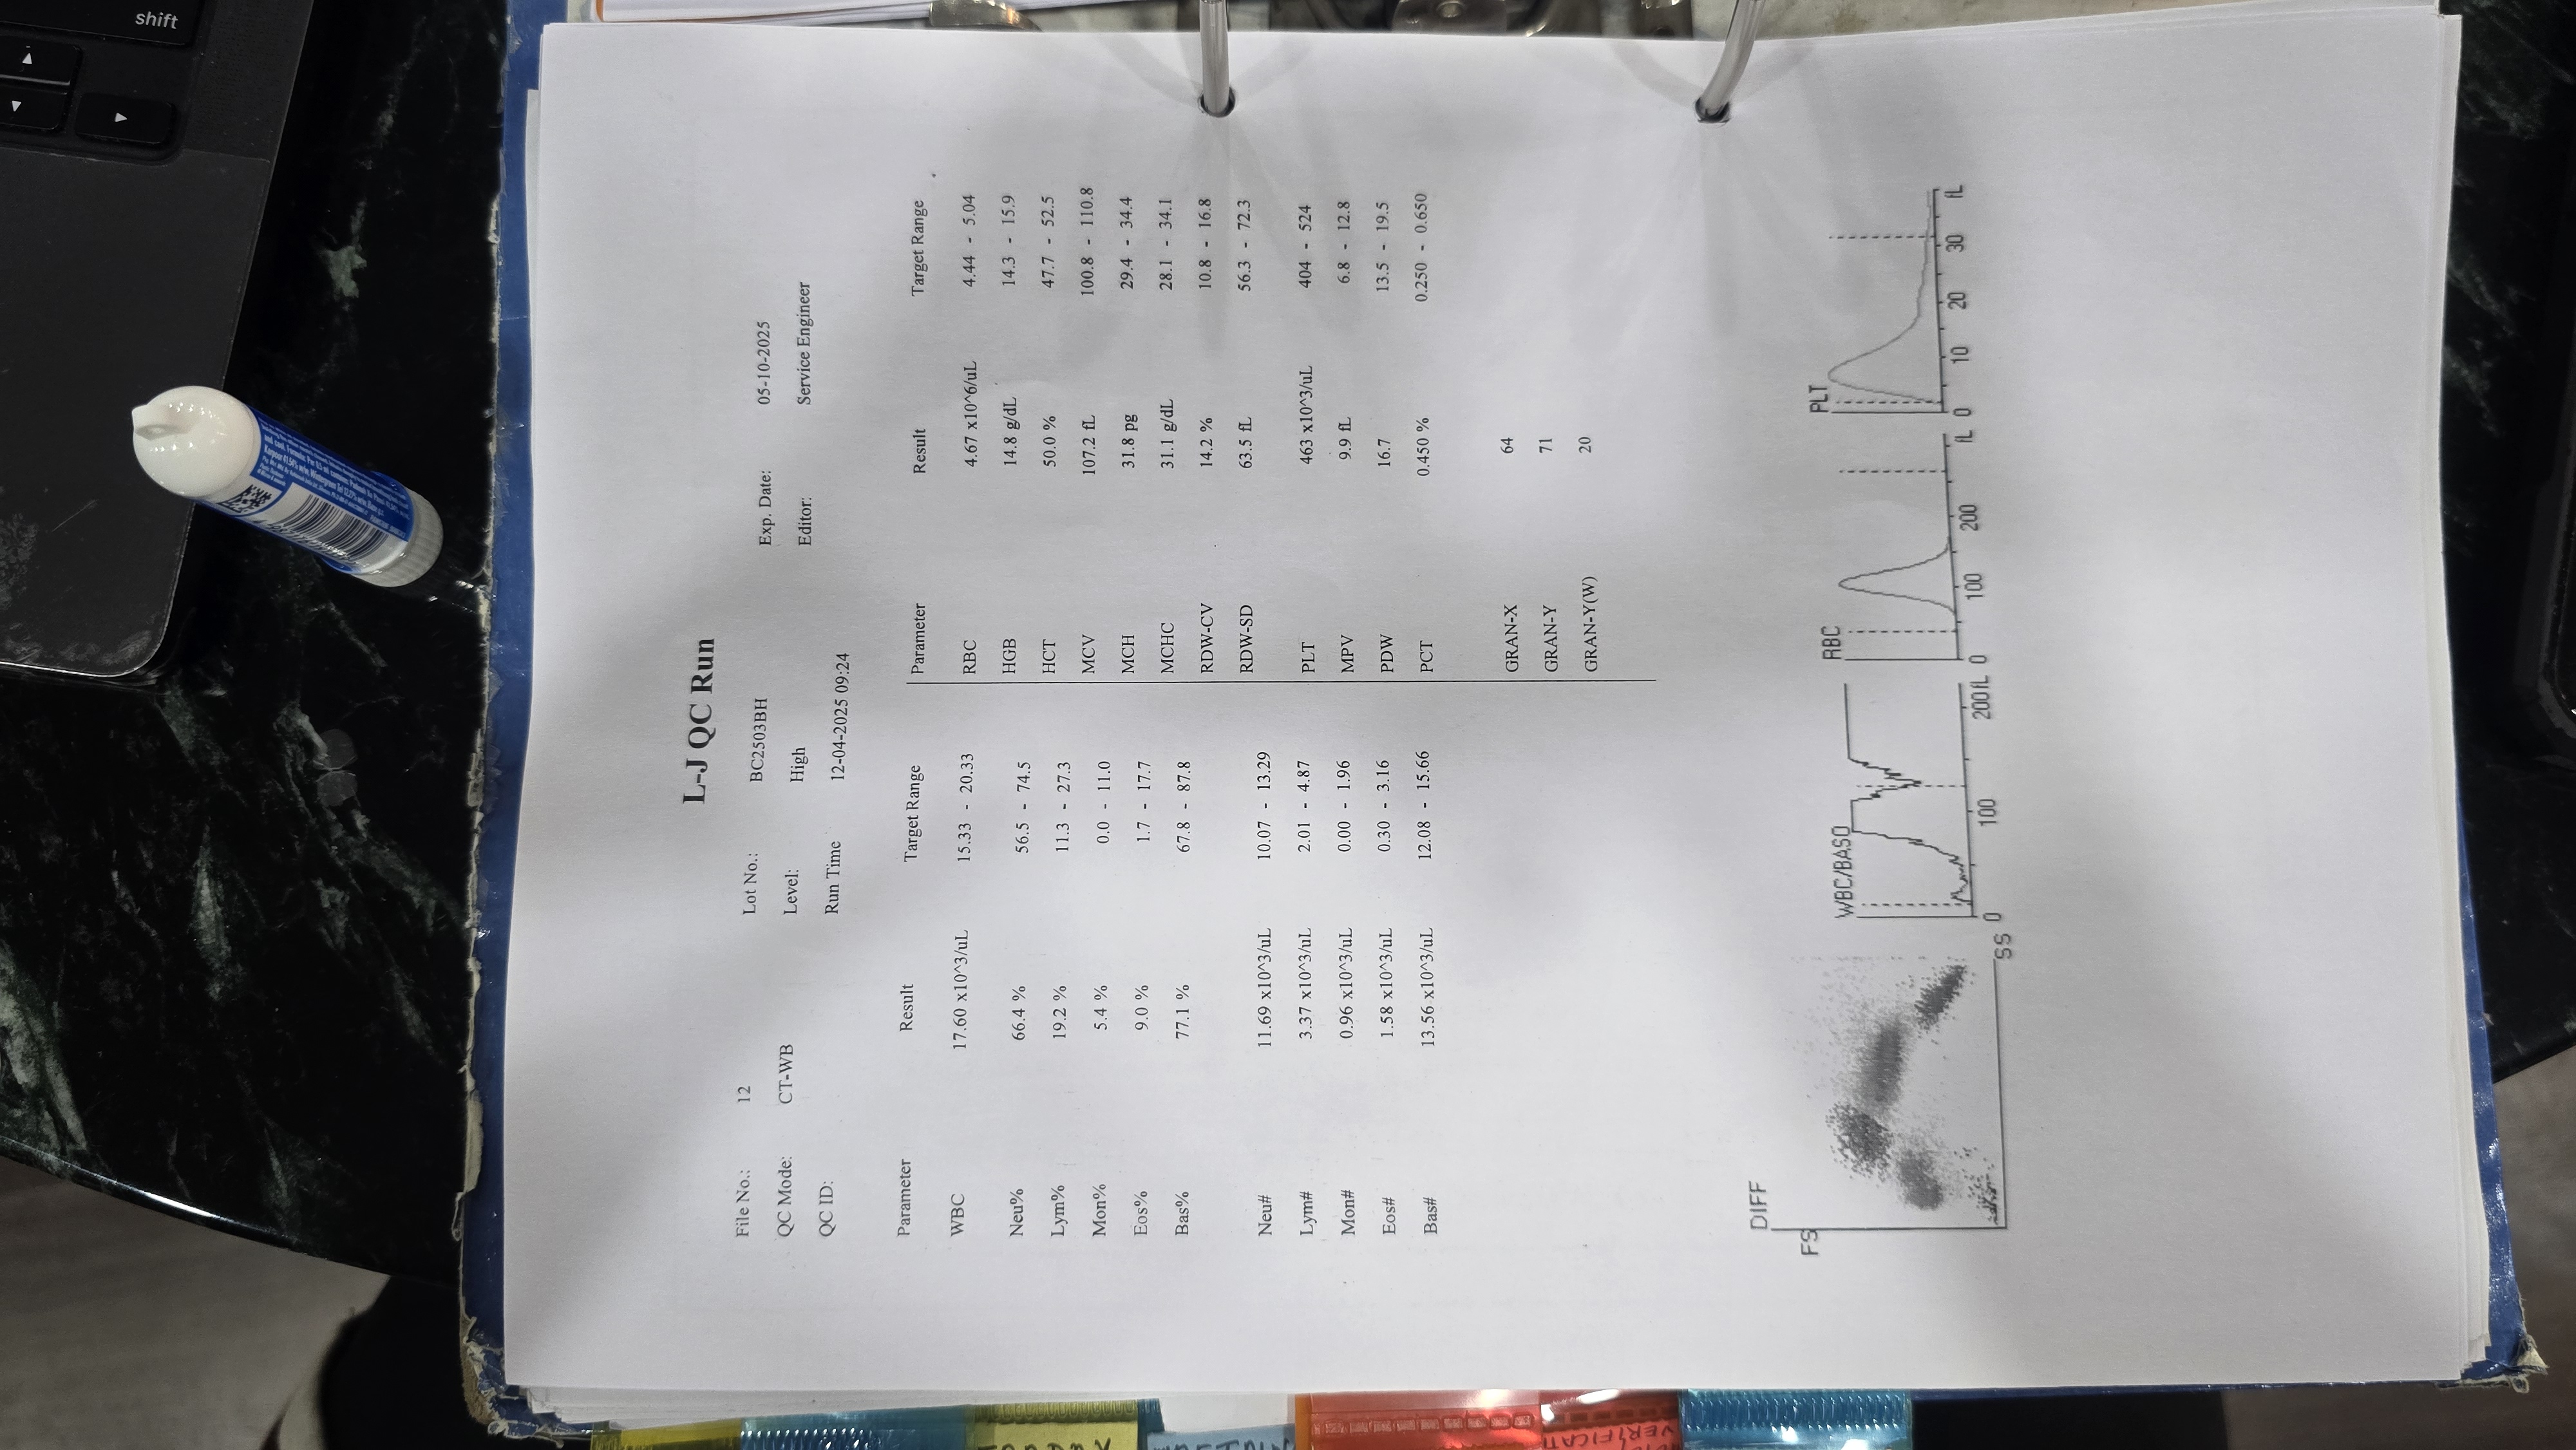 shift
L-J QC Run
File No.: 12 Lot No.: BC2503BH Exp. Date: 05-10-2025
QC Mode: CT-WB Level: High Editor: Service Engineer
QC ID: Run Time 12-04-2025 09:24
Parameter Result Target Range Parameter Result Target Range
WBC 17.60 x10^3/uL 15.33 - 20.33 RBC 4.67 x10^6/uL 4.44 - 5.04
Neu% 66.4 % 56.5 - 74.5 HGB 14.8 g/dL 14.3 - 15.9
Lym% 19.2 % 11.3 - 27.3 HCT 50.0 % 47.7 - 52.5
Mon% 5.4 % 0.0 - 11.0 MCV 107.2 fL 100.8 - 110.8
Eos% 9.0 % 1.7 - 17.7 MCH 31.8 pg 29.4 - 34.4
Bas% 77.1 % 67.8 - 87.8 MCHC 31.1 g/dL 28.1 - 34.1
RDW-CV 14.2 % 10.8 - 16.8
Neu# 11.69 x10^3/uL 10.07 - 13.29 RDW-SD 63.5 fL 56.3 - 72.3
Lym# 3.37 x10^3/uL 2.01 - 4.87 PLT 463 x10^3/uL 404 - 524
Mon# 0.96 x10^3/uL 0.00 - 1.96 MPV 9.9 fL 6.8 - 12.8
Eos# 1.58 x10^3/uL 0.30 - 3.16 PDW 16.7 13.5 - 19.5
Bas# 13.56 x10^3/uL 12.08 - 15.66 PCT 0.450 % 0.250 - 0.650
GRAN-X 64
GRAN-Y 71
GRAN-Y(W) 20
VERIFICATI
DIFF
FS
SS
WBC/BASO
0 100 200fL
RBC
0 100 200 fL
PLT
0 10 20 30 fL